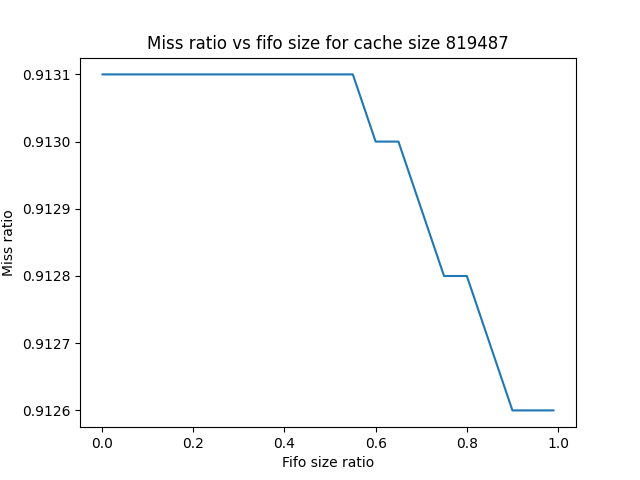 Miss ratio vs fifo size for cache size 819487
0.9131
0.9130
0.9129
0.9128
0.9127
0.9126
Miss ratio
0.0 0.2 0.4 0.6 0.8 1.0
Fifo size ratio